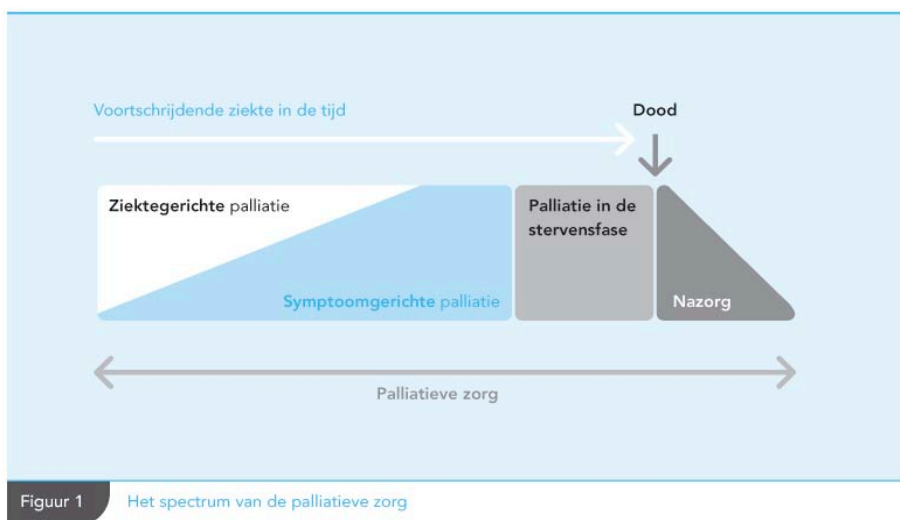 Voortschrijdende ziekte in de tijd
Dood
Ziektegerichte palliatie
Palliatie in de
stervensfase
Symptoomgerichte palliatie
Nazorg
Palliatieve zorg
Figuur 1
Het spectrum van de palliatieve zorg